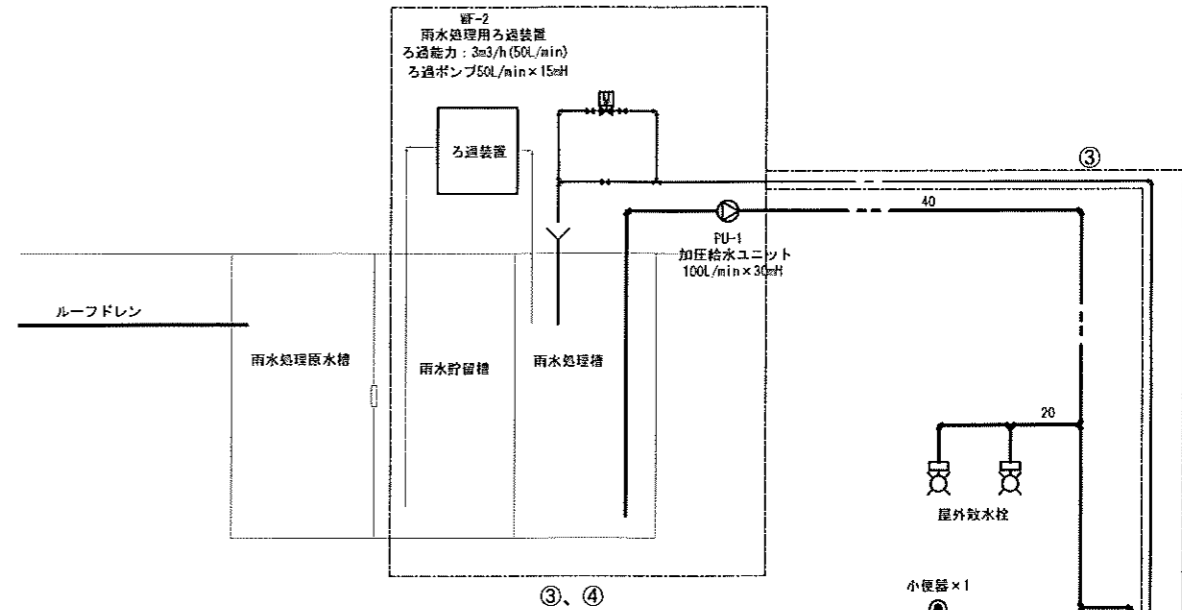 WF-2
雨水処理用ろ過装置
ろ過能力：3m3/h(50L/min)
ろ過ポンプ50L/min×15mH
ろ過装置
③
40
PU-1
加圧給水ユニット
100L/min×30mH
ルーフドレン
雨水処理原水槽
雨水貯留槽
雨水処理槽
20
屋外散水栓
小便器×1
③、④